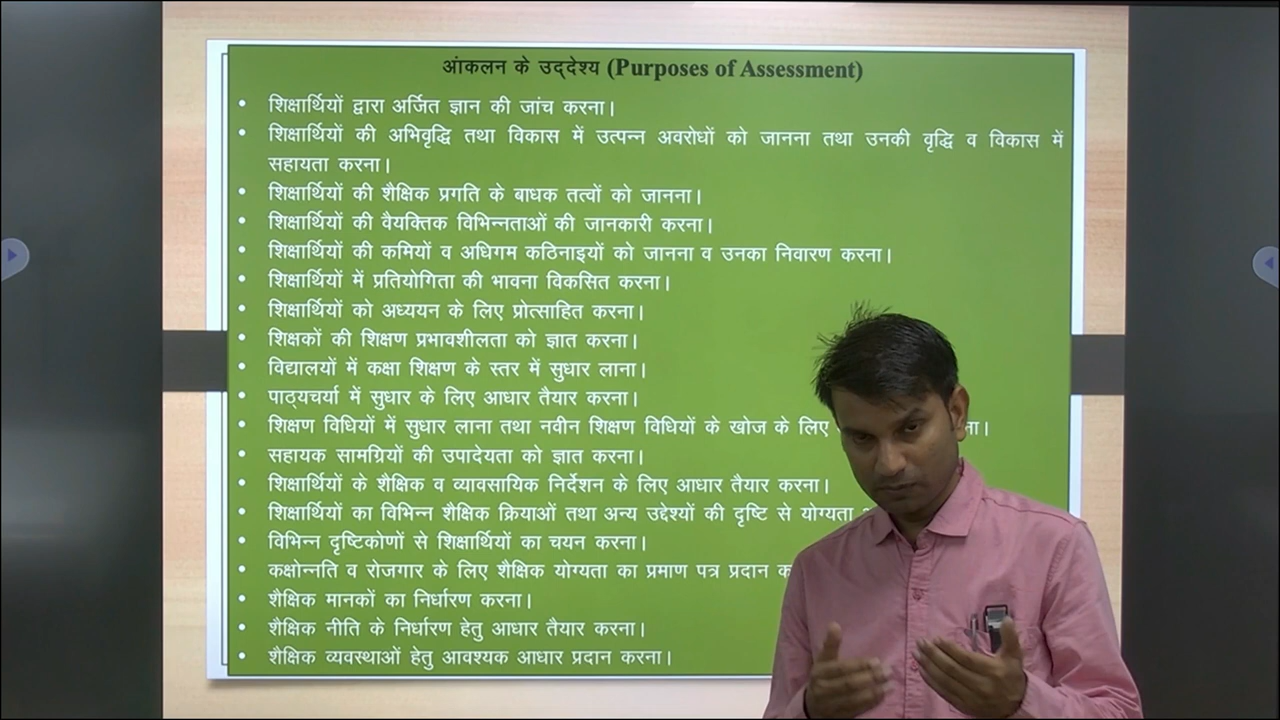 आंकलन के उद्देश्य (Purposes of Assessment)
• शिक्षार्थियों द्वारा अर्जित ज्ञान की जांच करना।
• शिक्षार्थियों की अभिवृद्धि तथा विकास में उत्पन्न अवरोधों को जानना तथा उनकी वृद्धि व विकास में
सहायता करना।
• शिक्षार्थियों की शैक्षिक प्रगति के बाधक तत्वों को जानना।
• शिक्षार्थियों की वैयक्तिक विभिन्नताओं की जानकारी करना।
• शिक्षार्थियों की कमियों व अधिगम कठिनाइयों को जानना व उनका निवारण करना।
• शिक्षार्थियों में प्रतियोगिता की भावना विकसित करना।
• शिक्षार्थियों को अध्ययन के लिए प्रोत्साहित करना।
• शिक्षकों की शिक्षण प्रभावशीलता को ज्ञात करना।
• विद्यालयों में कक्षा शिक्षण के स्तर में सुधार लाना।
• पाठ्यचर्या में सुधार के लिए आधार तैयार करना।
• शिक्षण विधियों में सुधार लाना तथा नवीन शिक्षण विधियों के खोज के लिए
• सहायक सामग्रियों की उपादेयता को ज्ञात करना।
• शिक्षार्थियों के शैक्षिक व व्यावसायिक निर्देशन के लिए आधार तैयार करना।
• शिक्षार्थियों का विभिन्न शैक्षिक क्रियाओं तथा अन्य उद्देश्यों की दृष्टि से योग्यता
• विभिन्न दृष्टिकोणों से शिक्षार्थियों का चयन करना।
• कक्षोन्नति व रोजगार के लिए शैक्षिक योग्यता का प्रमाण पत्र प्रदान
• शैक्षिक मानकों का निर्धारण करना।
• शैक्षिक नीति के निर्धारण हेतु आधार तैयार करना।
• शैक्षिक व्यवस्थाओं हेतु आवश्यक आधार प्रदान करना।